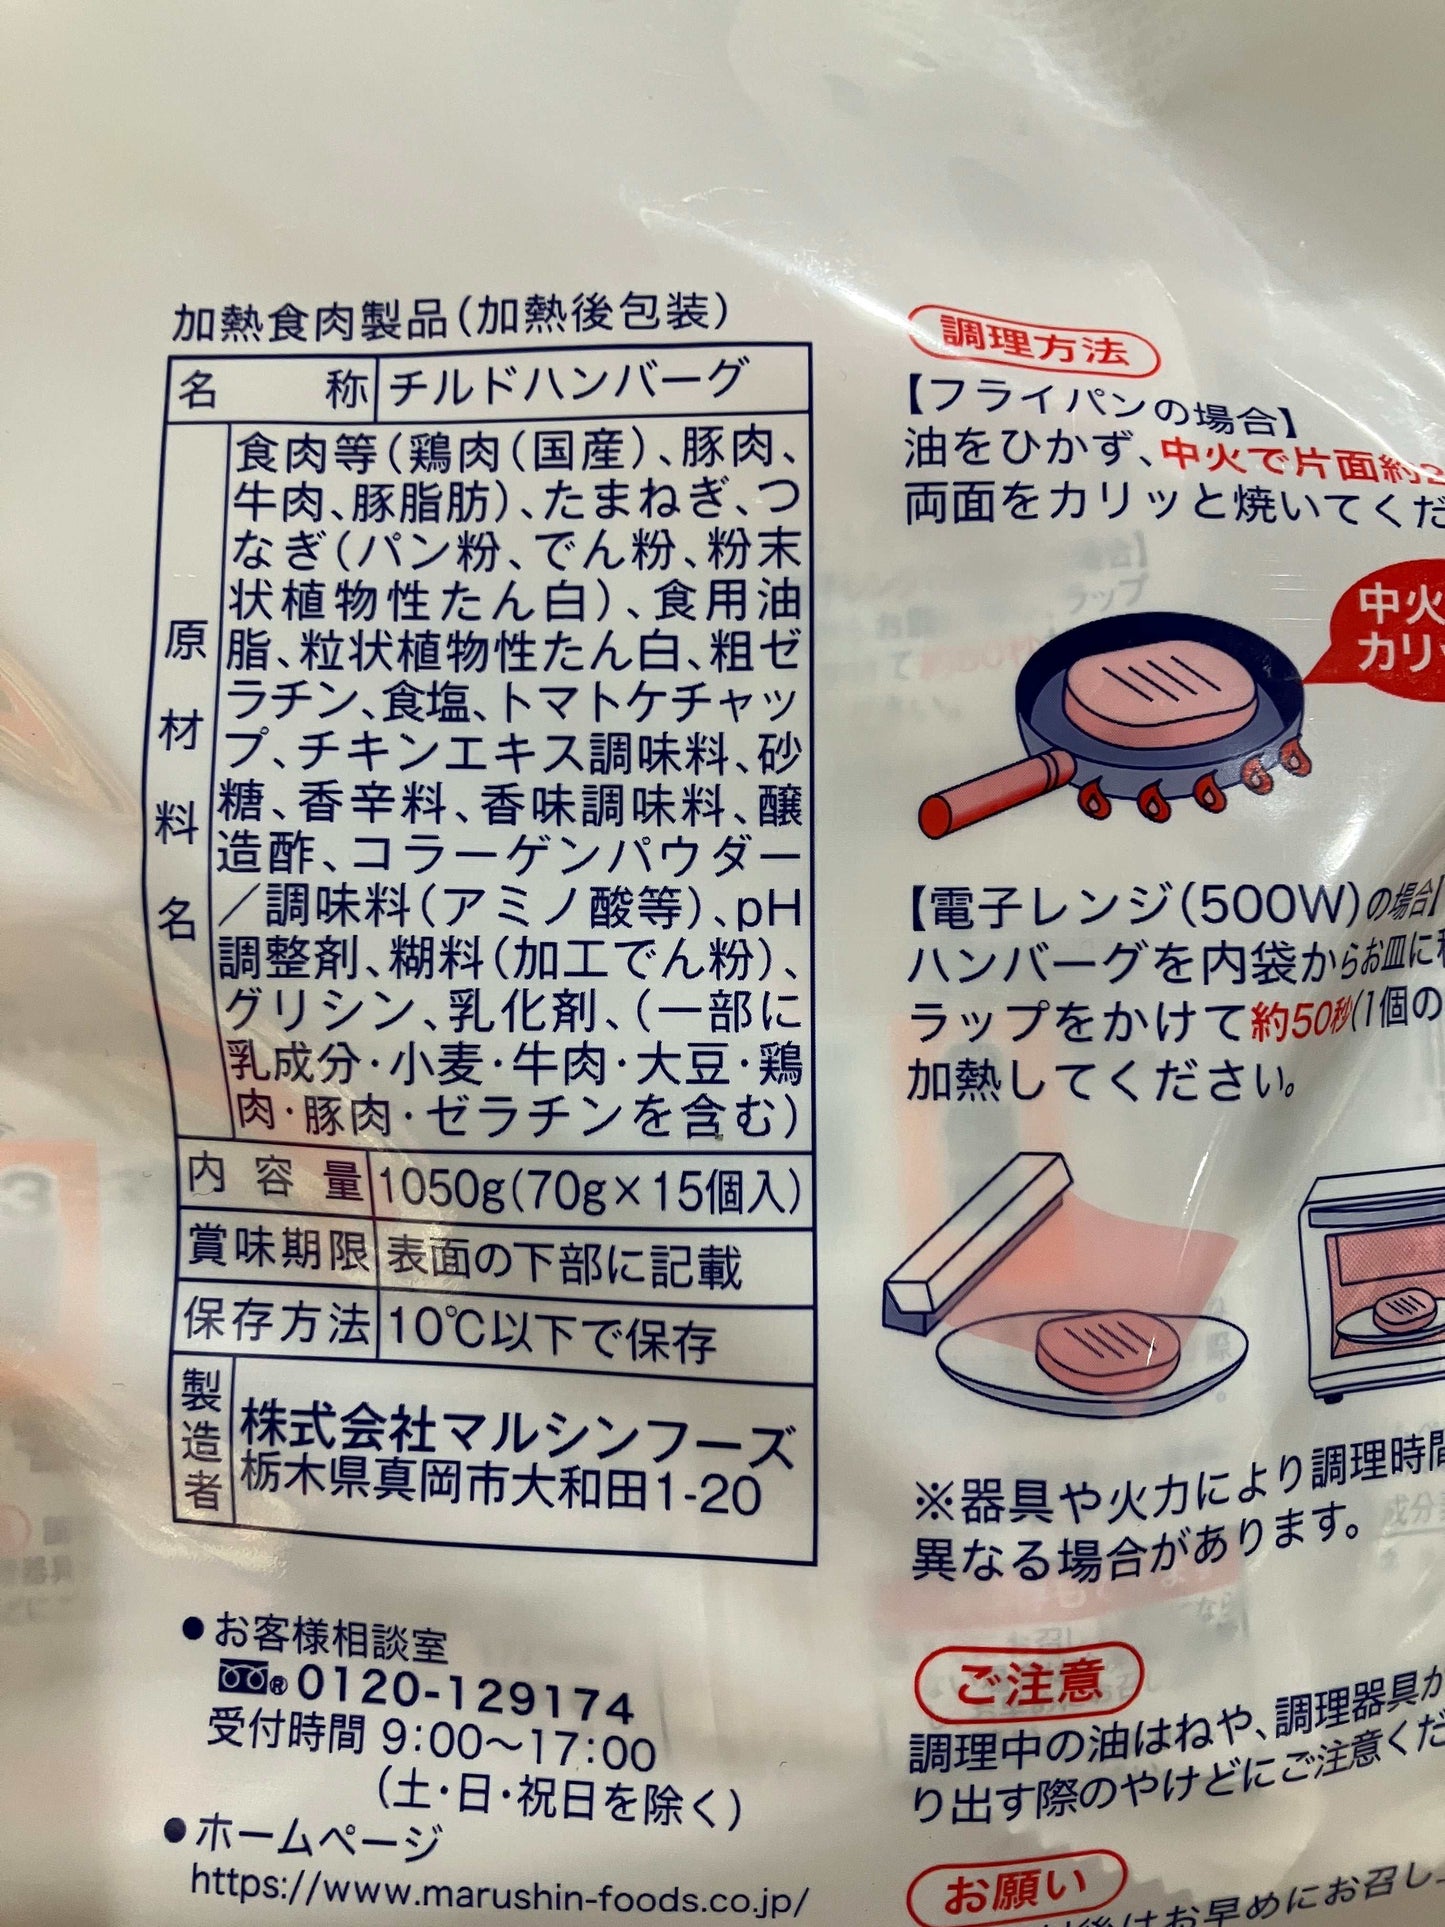 加熱食肉製品(加熱後包装)
名称 チルドハンバーグ
原材料名
食肉等(鶏肉(国産)、豚肉、
牛肉、豚脂肪)、たまねぎ、つ
なぎ(パン粉、でん粉、粉末
状植物性たん白)、食用油
脂、粒状植物性たん白、粗ゼ
ラチン、食塩、トマトケチャッ
プ、チキンエキス調味料、砂
糖、香辛料、香味調味料、醸
造酢、コラーゲンパウダー
/調味料(アミノ酸等)、pH
調整剤、糊料(加工でん粉)、
グリシン、乳化剤、(一部に
乳成分・小麦・牛肉・大豆・鶏
肉・豚肉・ゼラチンを含む)
内容量 1050g(70g×15個入)
賞味期限 表面の下部に記載
保存方法 10℃以下で保存
製造者
株式会社マルシンフーズ
栃木県真岡市大和田1-20
●お客様相談室
0120-129174
受付時間 9:00~17:00
(土・日・祝日を除く)
●ホームページ
https://www.marushin-foods.co.jp/
調理方法
【フライパンの場合】
油をひかず、中火で片面約2
両面をカリッと焼いてくだ
中火
カリッ
【電子レンジ(500W)の場合】
ハンバーグを内袋からお皿に
ラップをかけて約50秒(1個の
加熱してください。
※器具や火力により調理時間
異なる場合があります。
ご注意
調理中の油はねや、調理器具か
り出す際のやけどにご注意くだ
お願い
後はお早めにお召し